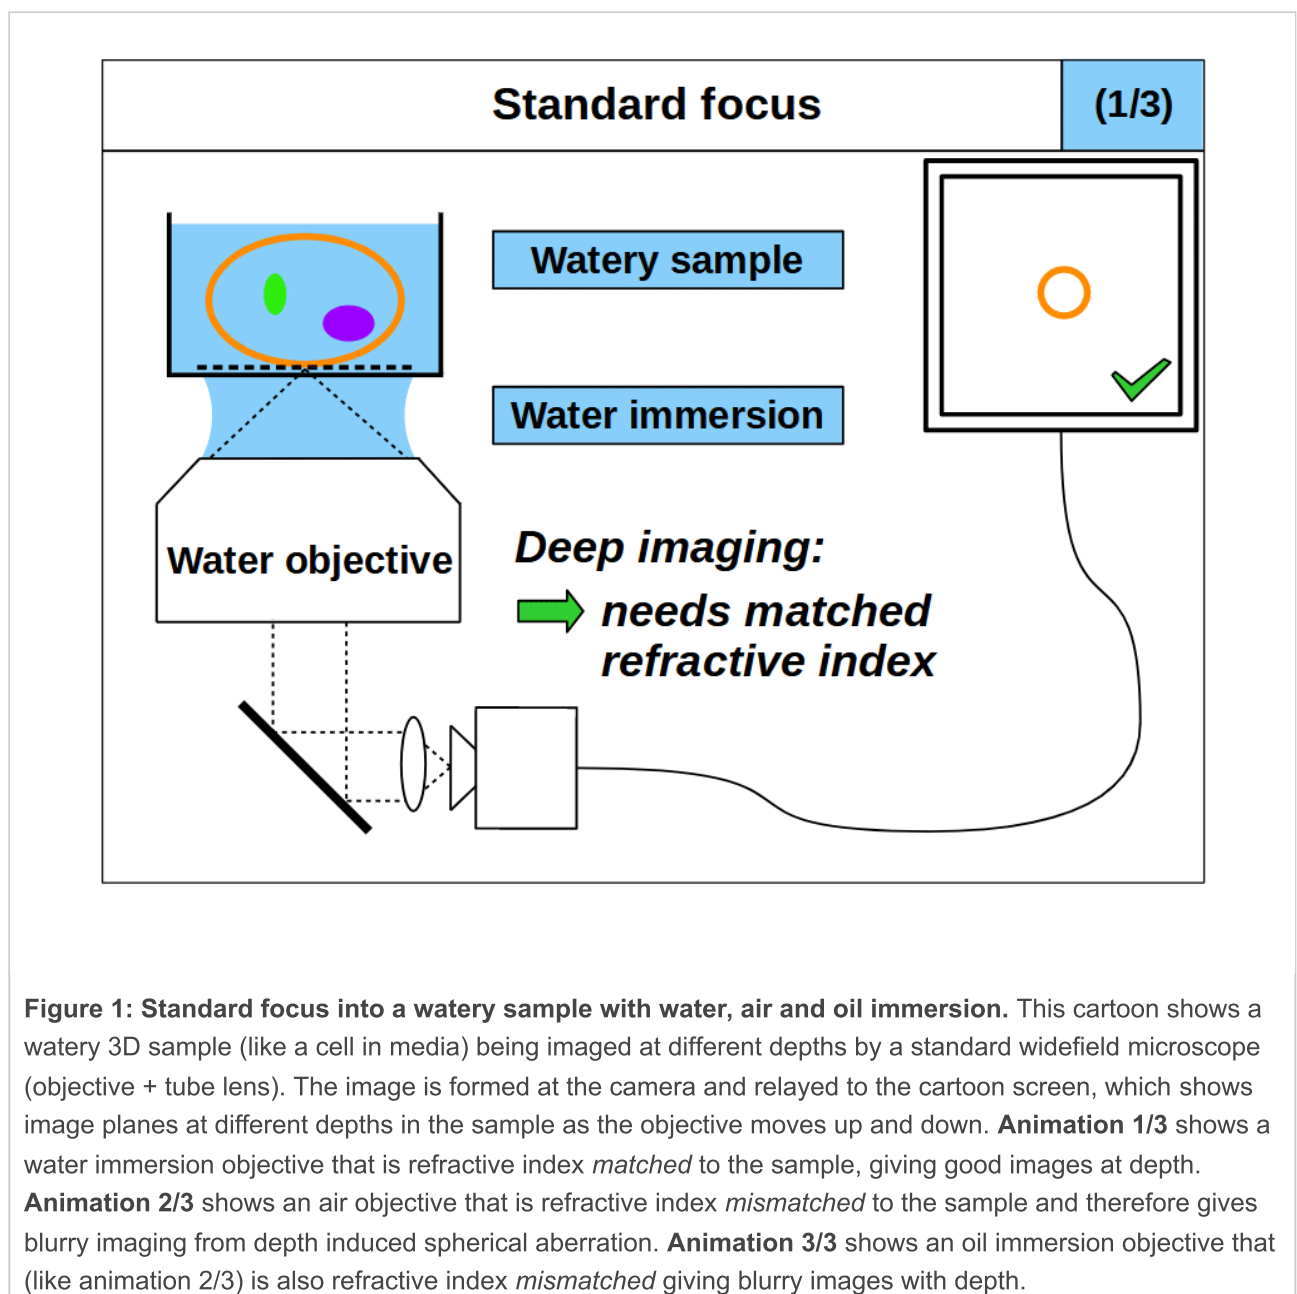 Standard focus
(1/3)
Watery sample
Water immersion
Water objective
Deep imaging:
needs matched
refractive index
Figure 1: Standard focus into a watery sample with water, air and oil immersion. This cartoon shows a
watery 3D sample (like a cell in media) being imaged at different depths by a standard widefield microscope
(objective + tube lens). The image is formed at the camera and relayed to the cartoon screen, which shows
image planes at different depths in the sample as the objective moves up and down. Animation 1/3 shows a
water immersion objective that is refractive index matched to the sample, giving good images at depth.
Animation 2/3 shows an air objective that is refractive index mismatched to the sample and therefore gives
blurry imaging from depth induced spherical aberration. Animation 3/3 shows an oil immersion objective that
(like animation 2/3) is also refractive index mismatched giving blurry images with depth.